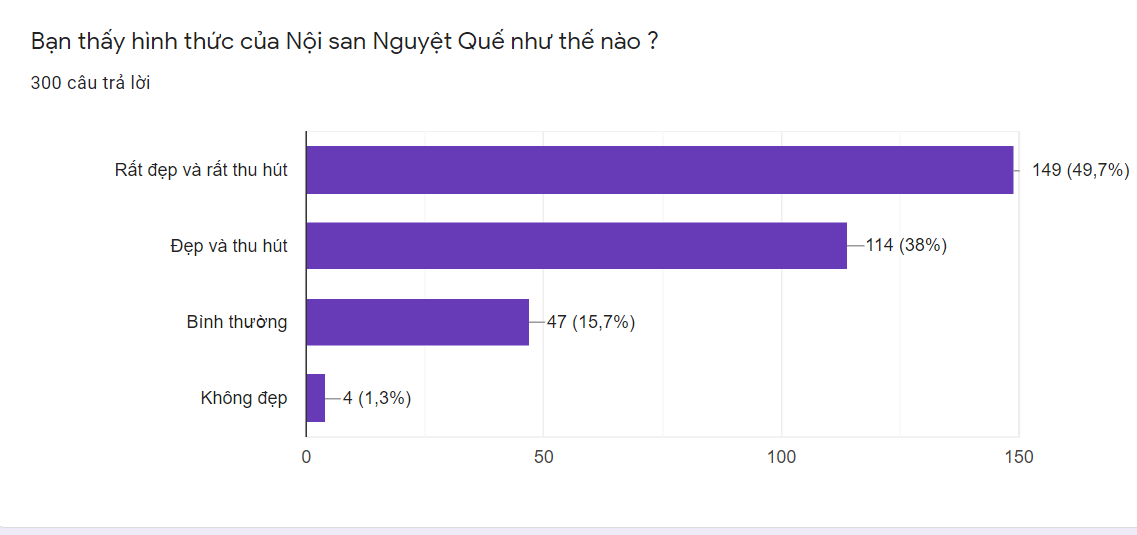 Bạn thấy hình thức của Nội san Nguyệt Quế như thế nào ?
300 câu trả lời
Rất đẹp và rất thu hút
149 (49,7%)
Đẹp và thu hút
114 (38%)
Bình thường
47 (15,7%)
Không đẹp
4 (1,3%)
0
50
100
150